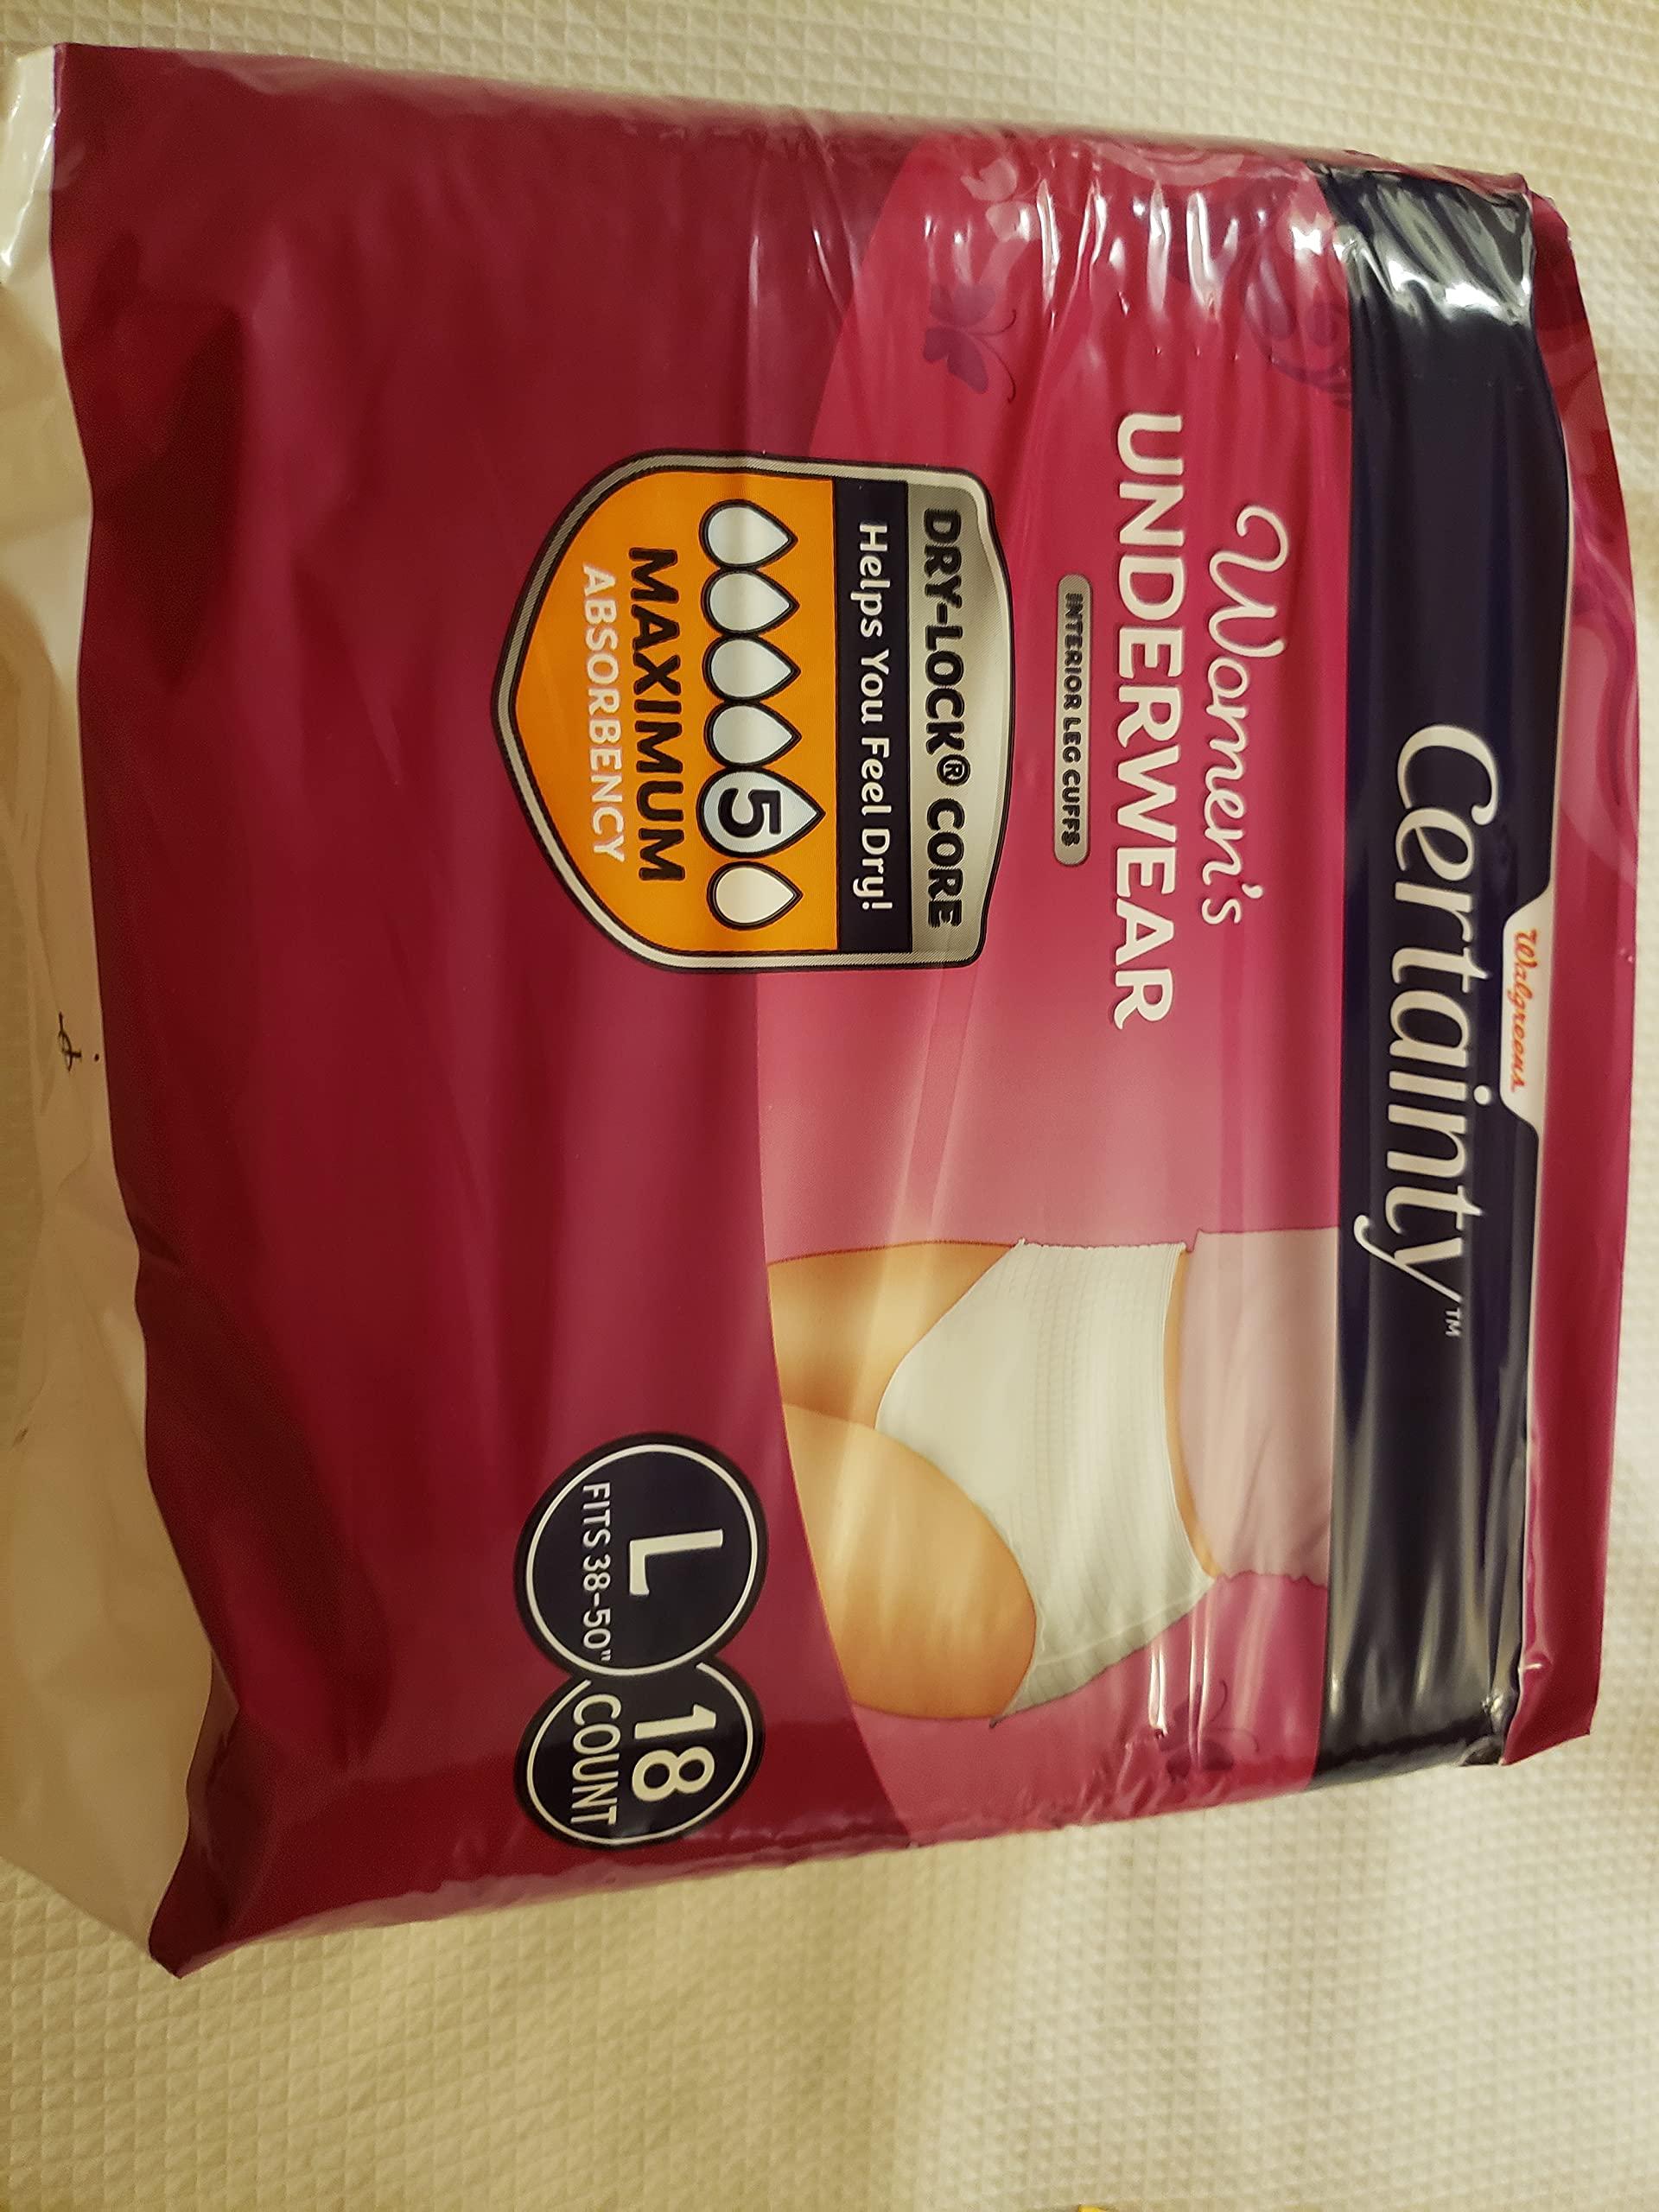 Walgreens
Certainty™
Women's
UNDERWEAR
INTERIOR LEG CUFFS
DRY-LOCK® CORE
Helps You Feel Dry!
5
MAXIMUM
ABSORBENCY
L
FITS 38-50"
18
COUNT